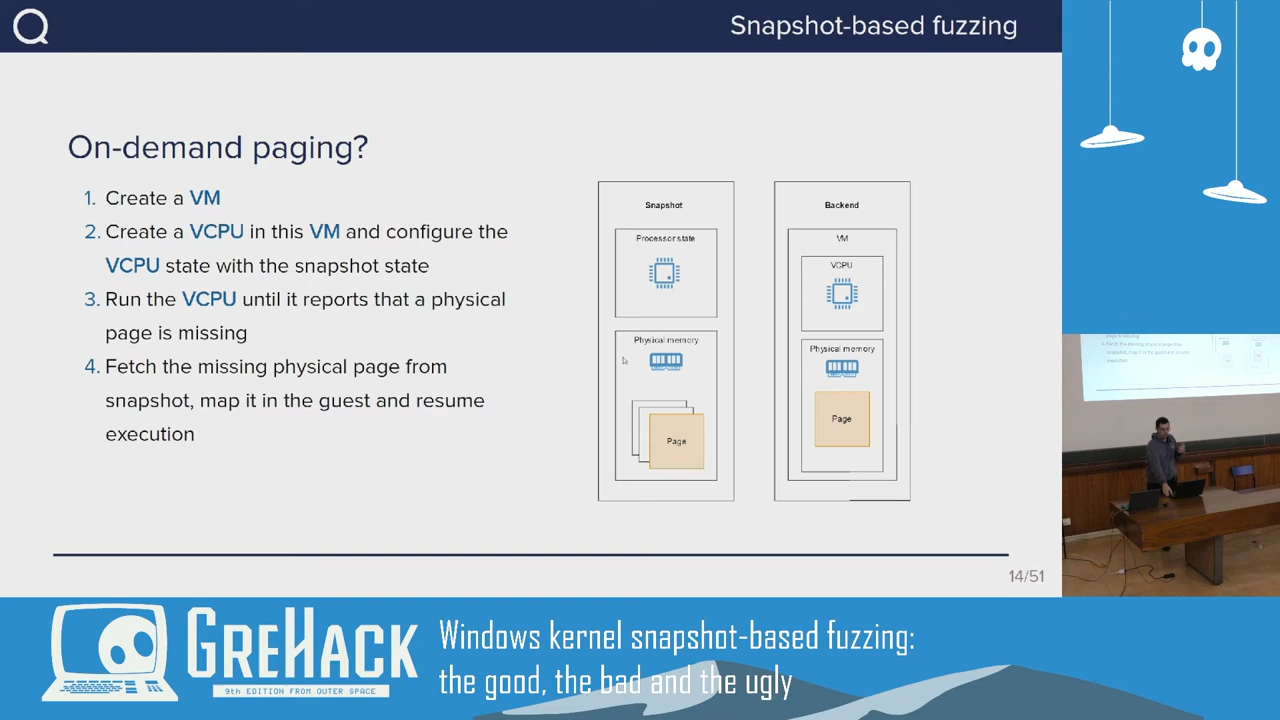 Snapshot-based fuzzing
On-demand paging?
1. Create a VM
2. Create a VCPU in this VM and configure the
VCPU state with the snapshot state
3. Run the VCPU until it reports that a physical
page is missing
4. Fetch the missing physical page from
snapshot, map it in the guest and resume
execution
Snapshot
Processor state
Physical memory
Page
Backend
VM
VCPU
Physical memory
Page
14/51
GREHACK
9TH EDITION FROM OUTER SPACE
Windows kernel snapshot-based fuzzing:
the good, the bad and the ugly